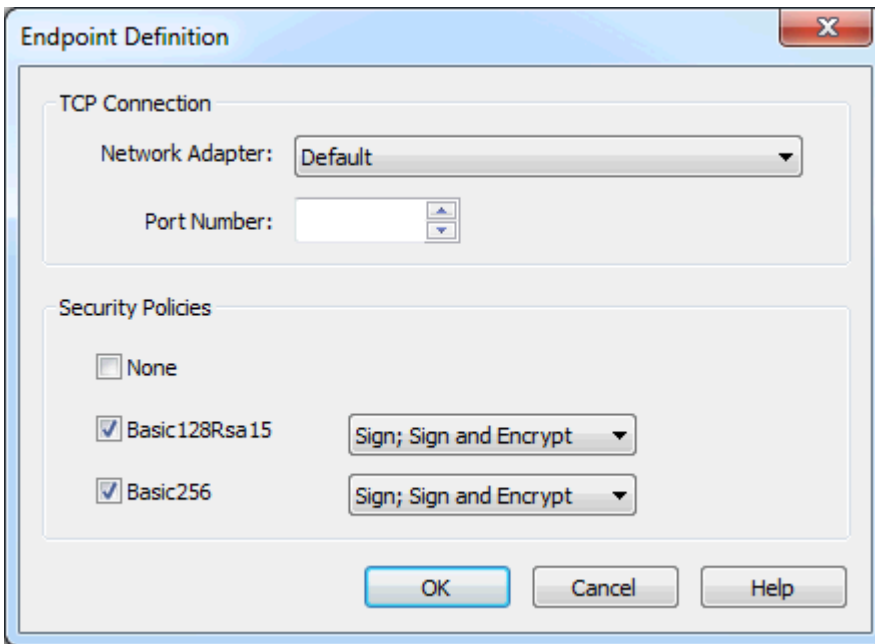 Endpoint Definition
TCP Connection
Network Adapter: Default
Port Number:
Security Policies
None
Basic128Rsa15 Sign; Sign and Encrypt
Basic256 Sign; Sign and Encrypt
OK Cancel Help